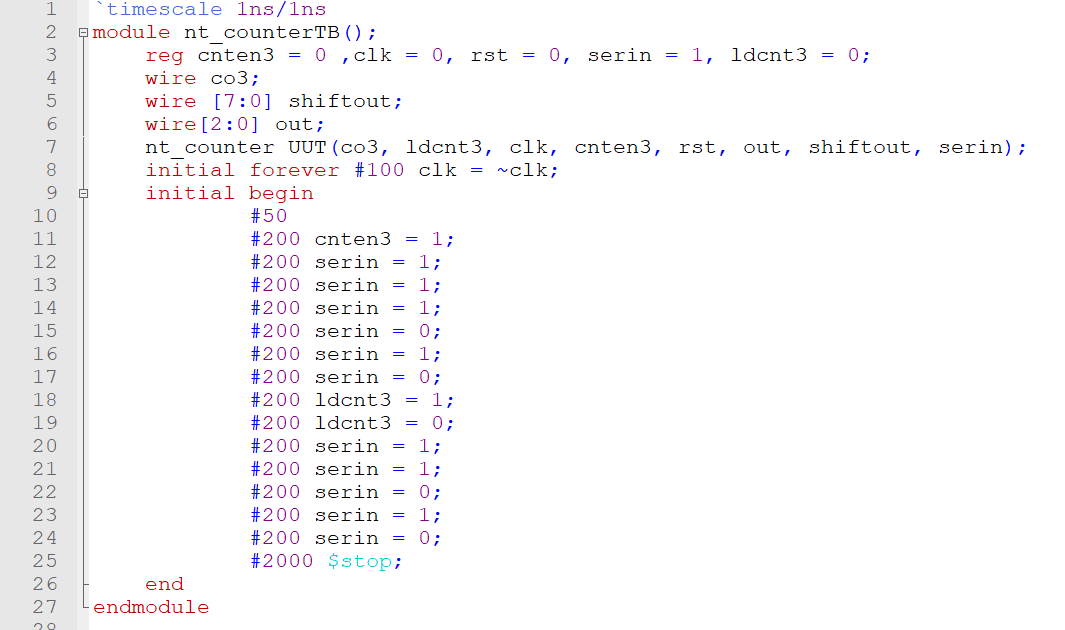 1 `timescale 1ns/1ns
2 module nt_counterTB();
3 reg cnten3 = 0 ,clk = 0, rst = 0, serin = 1, ldcnt3 = 0;
4 wire co3;
5 wire [7:0] shiftout;
6 wire[2:0] out;
7 nt_counter UUT(co3, ldcnt3, clk, cnten3, rst, out, shiftout, serin);
8 initial forever #100 clk = ~clk;
9 initial begin
10 #50
11 #200 cnten3 = 1;
12 #200 serin = 1;
13 #200 serin = 1;
14 #200 serin = 1;
15 #200 serin = 0;
16 #200 serin = 1;
17 #200 serin = 0;
18 #200 ldcnt3 = 1;
19 #200 ldcnt3 = 0;
20 #200 serin = 1;
21 #200 serin = 1;
22 #200 serin = 0;
23 #200 serin = 1;
24 #200 serin = 0;
25 #2000 $stop;
26 end
27 endmodule
28